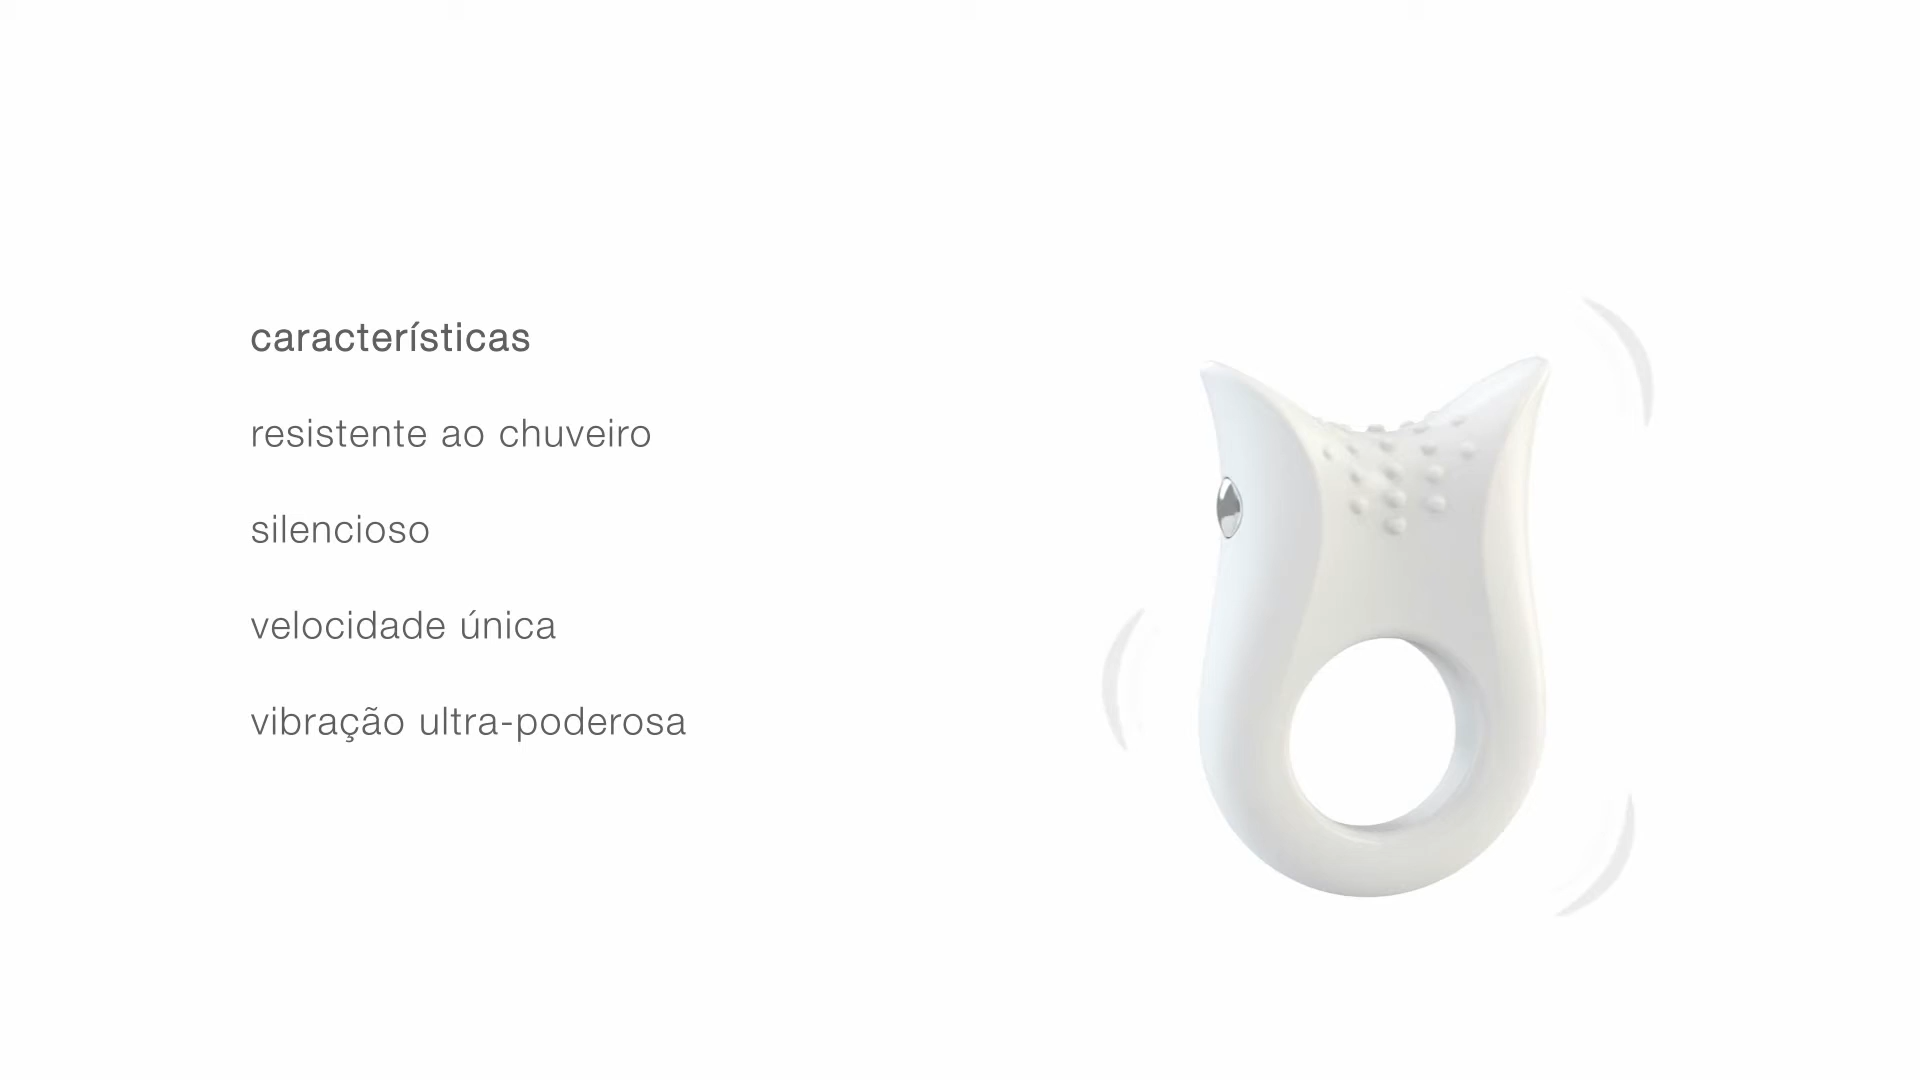 características
resistente ao chuveiro
silencioso
velocidade única
vibração ultra-poderosa